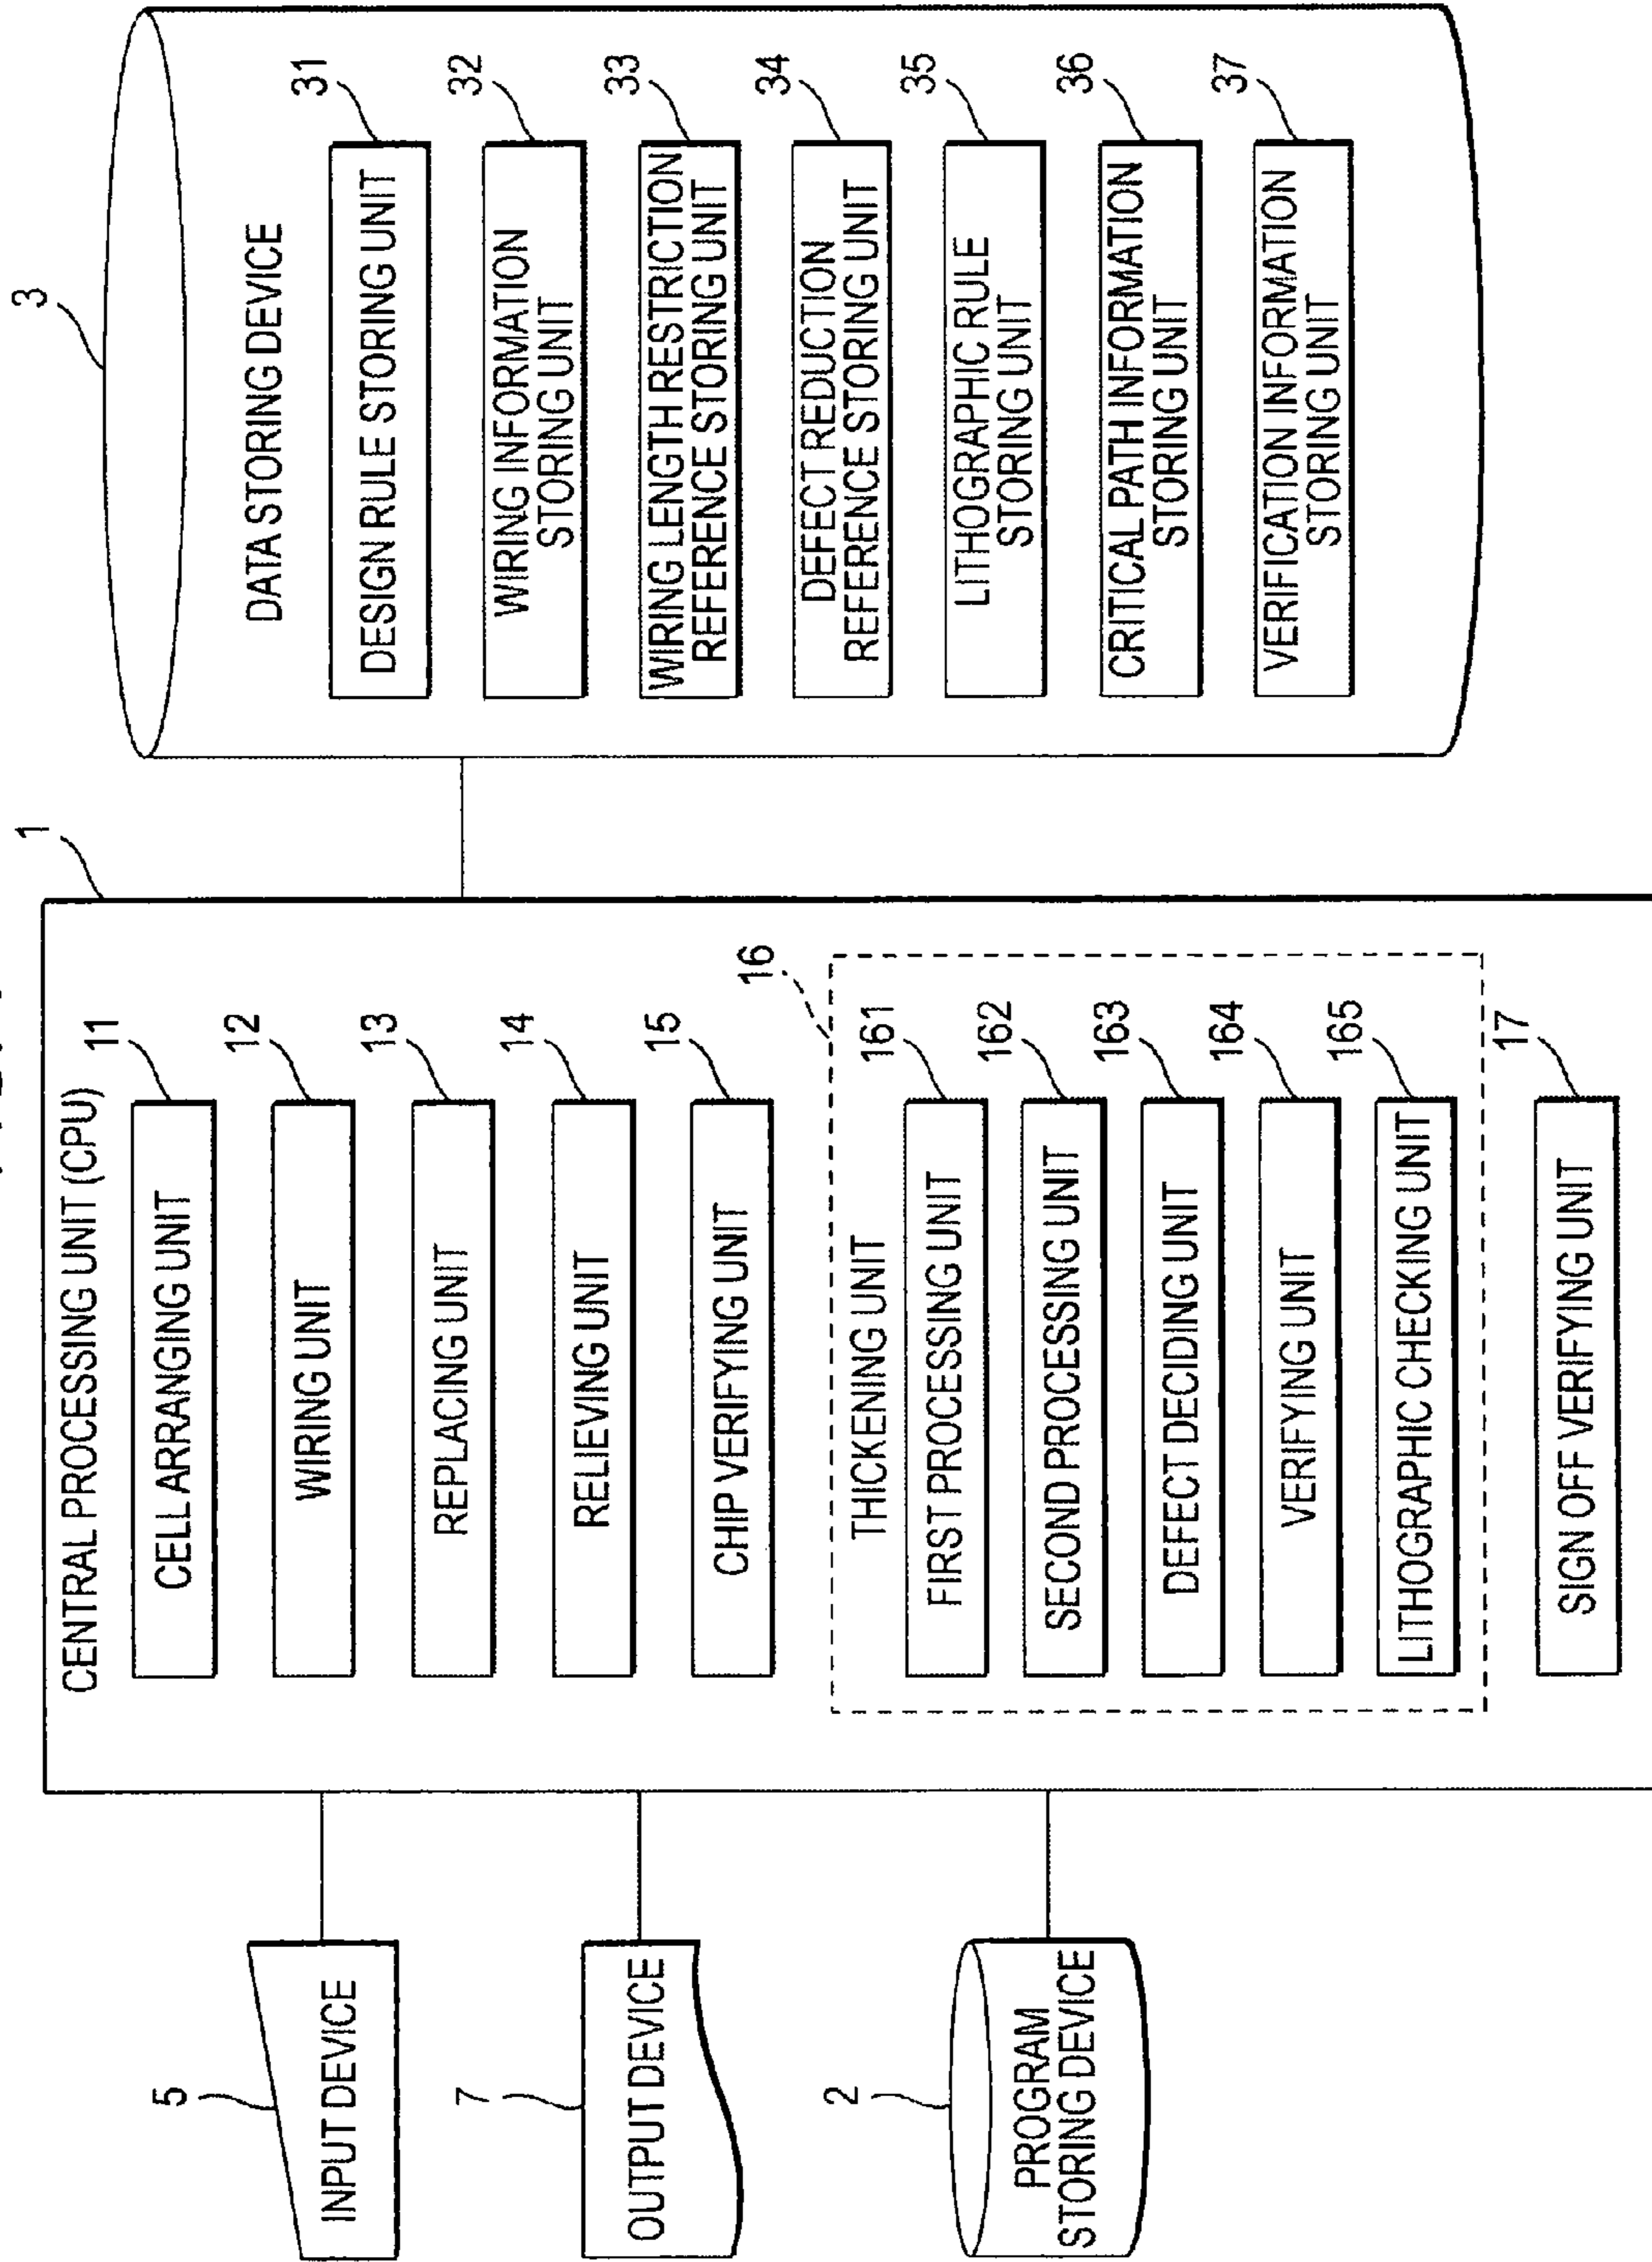 5
INPUT DEVICE
7
OUTPUT DEVICE
2
PROGRAM
STORING DEVICE
1
CENTRAL PROCESSING UNIT (CPU)
CELL ARRANGING UNIT
11
WIRING UNIT
12
REPLACING UNIT
13
RELIEVING UNIT
14
CHIP VERIFYING UNIT
15
16
THICKENING UNIT
FIRST PROCESSING UNIT
161
SECOND PROCESSING UNIT
162
DEFECT DECIDING UNIT
163
VERIFYING UNIT
164
LITHOGRAPHIC CHECKING UNIT
165
SIGN OFF VERIFYING UNIT
17
3
DATA STORING DEVICE
DESIGN RULE STORING UNIT
31
WIRING INFORMATION
STORING UNIT
32
WIRING LENGTH RESTRICTION
REFERENCE STORING UNIT
33
DEFECT REDUCTION
REFERENCE STORING UNIT
34
LITHOGRAPHIC RULE
STORING UNIT
35
CRITICAL PATH INFORMATION
STORING UNIT
36
VERIFICATION INFORMATION
STORING UNIT
37